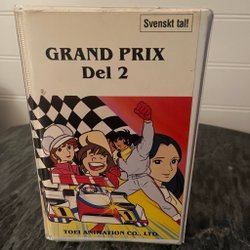 Svenskt tal!
GRAND PRIX
Del 2
TOEI ANIMATION CO., LTD.